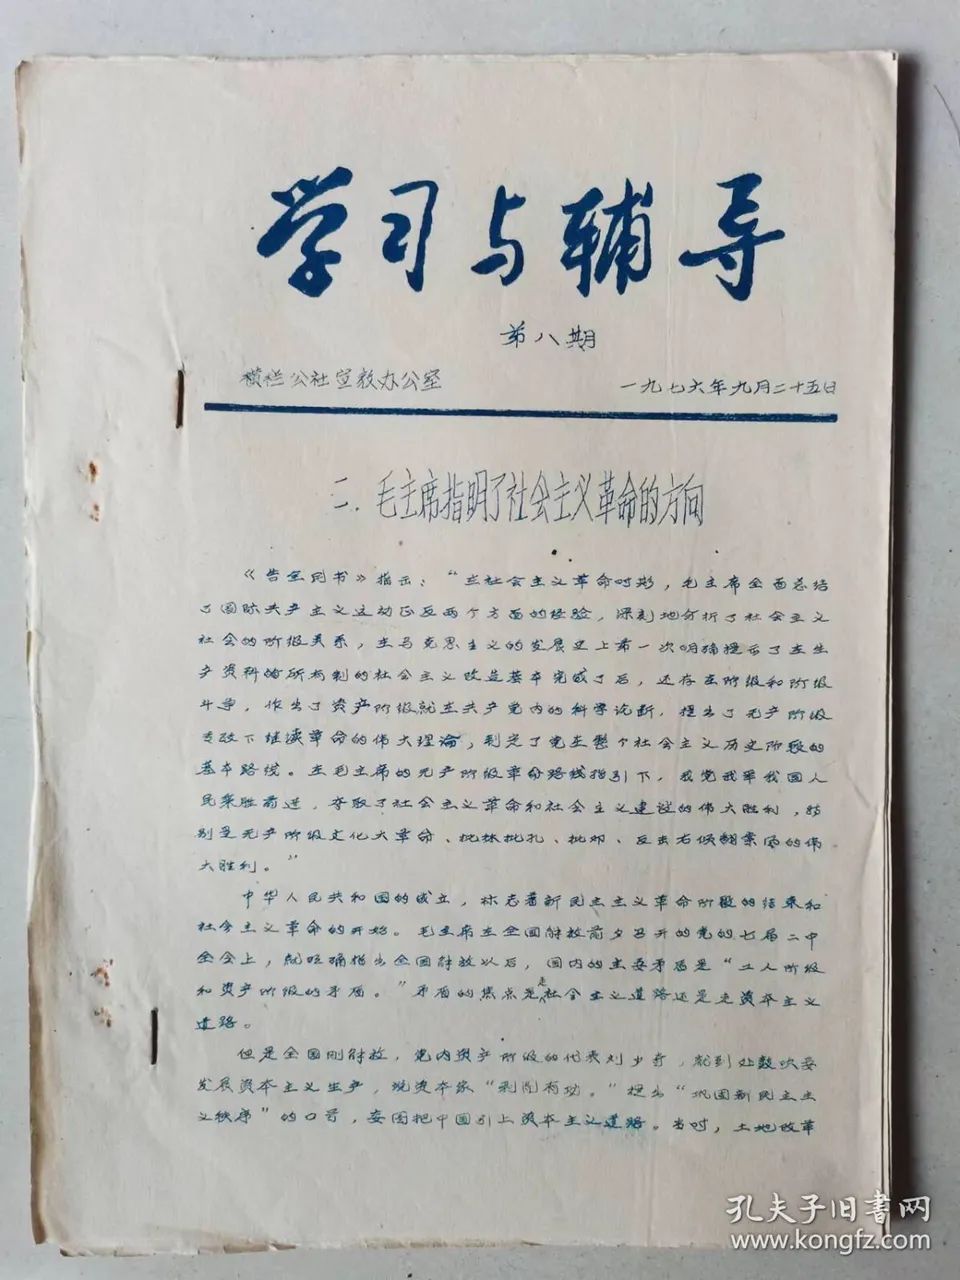 学习与辅导
第八期
横栏公社宣教办公室 一九七六年九月二十五日
二、毛主席指明了社会主义革命的方向
《告全国书》指出："在社会主义革命时期，毛主席全面总结
了国际共产主义运动正反两个方面的经验，深刻地分析了社会主义
社会的阶级关系，在马克思主义的发展史上第一次明确提出了在生
产资料的所有制的社会主义改造基本完成了后，还存在阶级和阶级
斗争，作出了资产阶级就在共产党内的科学论断，提出了无产阶级
专政下继续革命的伟大理论，制定了党在整个社会主义历史阶段的
基本路线。在毛主席的无产阶级革命路线指引下，我党我军我国人
民乘胜前进，夺取了社会主义革命和社会主义建设的伟大胜利，特
别是无产阶级文化大革命、批林批孔、批邓、反击右倾翻案风的伟
大胜利。"
中华人民共和国的成立，标志着新民主主义革命阶段的结束和
社会主义革命的开始。毛主席在全国解放前夕召开的党的七届二中
全会上，就明确指出全国解放以后，国内的主要矛盾是"工人阶级
和资产阶级的矛盾。"矛盾的焦点是走社会主义道路还是走资本主义
道路。
但是全国刚解放，党内资产阶级的代表刘少奇，就到处鼓吹要
发展资本主义生产，说资本家"剥削有功。"提出"巩固新民主主
义秩序"的口号，妄图把中国引上资本主义道路。当时，土地改革
孔夫子旧书网
www.kongfz.com